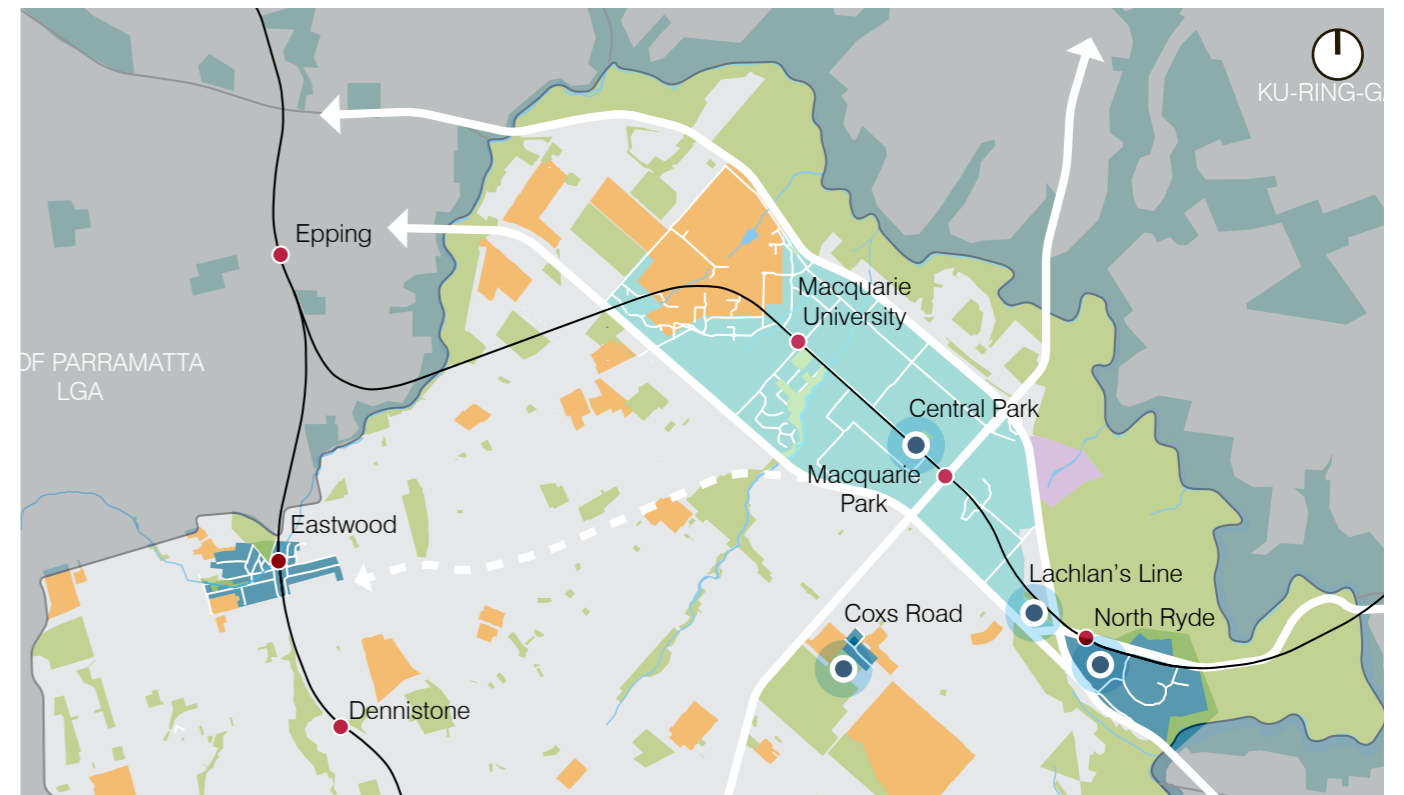 KU-RING-GA
Epping
Macquarie
University
OF PARRAMATTA
LGA
Central Park
Macquarie
Park
Eastwood
Lachlan's Line
Coxs Road
North Ryde
Dennistone